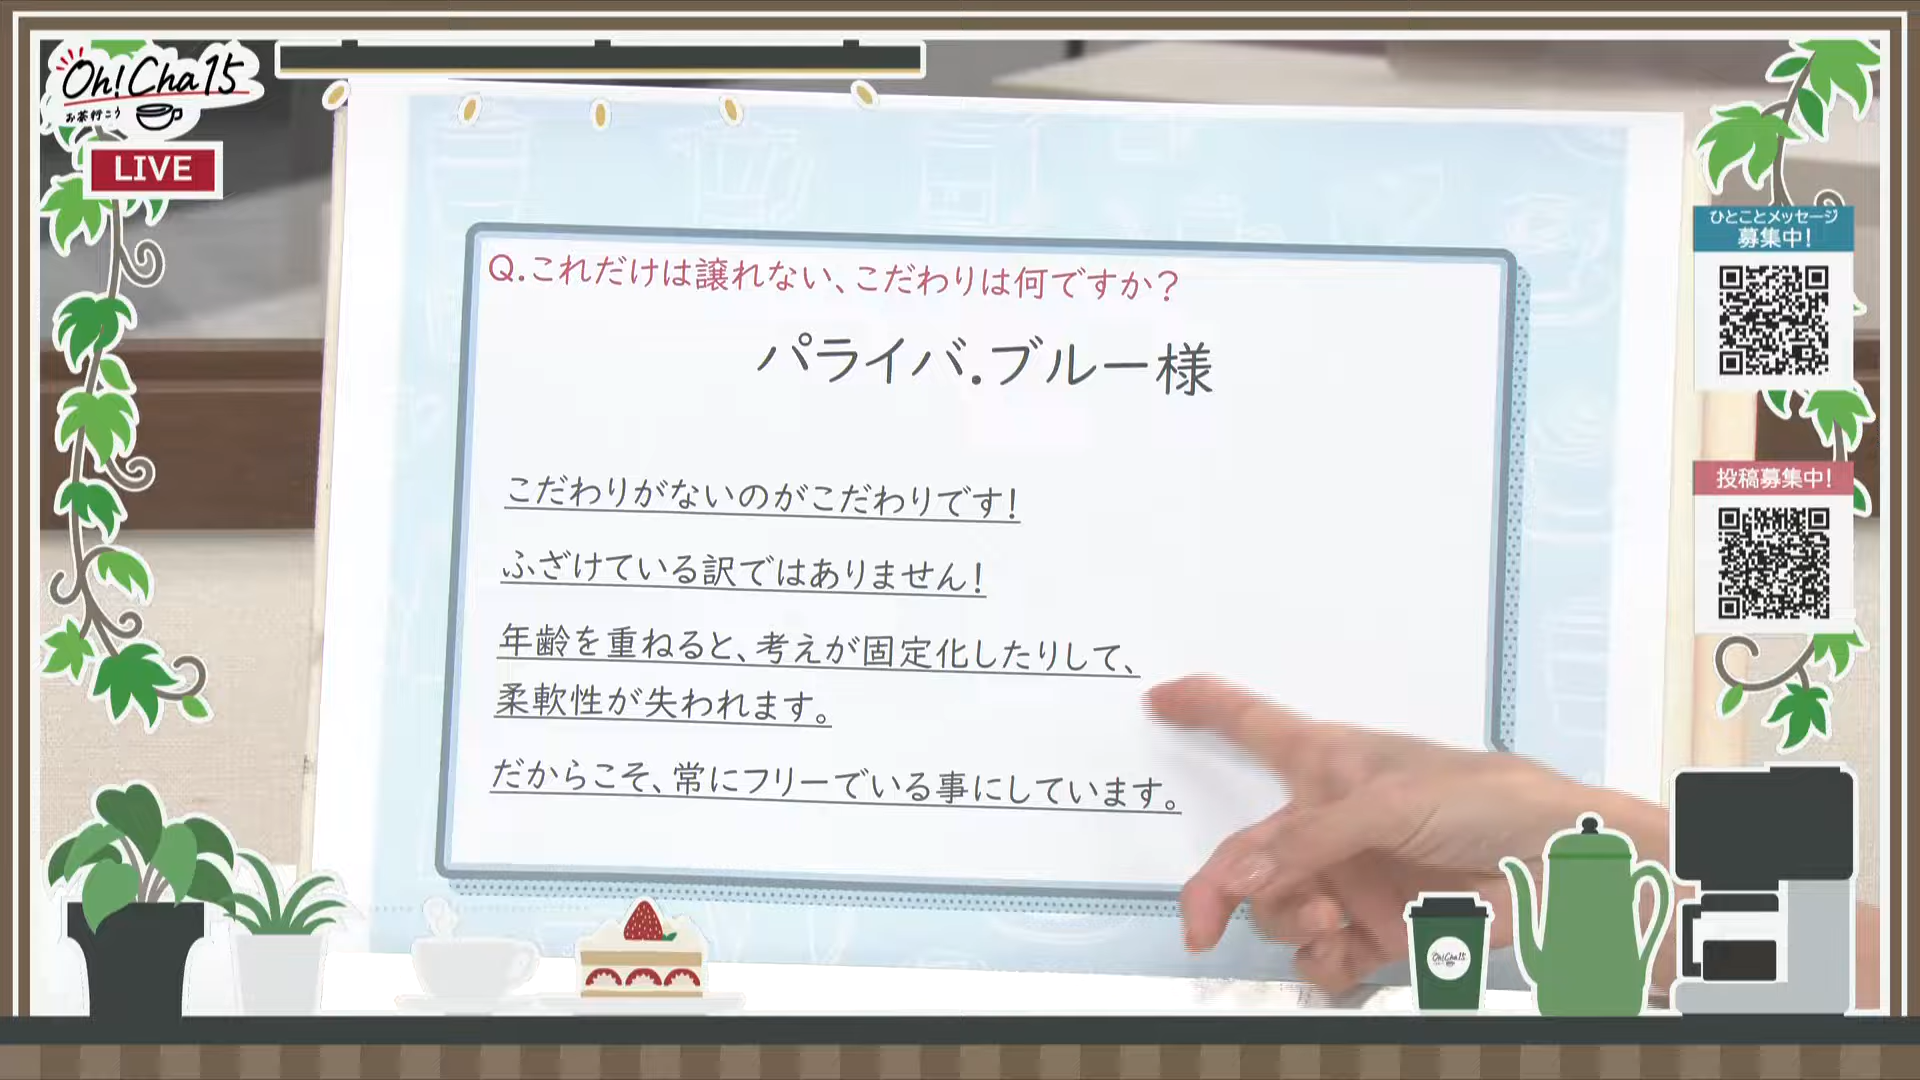 Oh!Cha15
お茶行こう
LIVE
ひとことメッセージ
募集中!
投稿募集中!
Q.これだけは譲れない、こだわりは何ですか?
パライバ.ブルー様
こだわりがないのがこだわりです!
ふざけている訳ではありません!
年齢を重ねると、考えが固定化したりして、
柔軟性が失われます。
だからこそ、常にフリーでいる事にしています。
Oh!Cha15